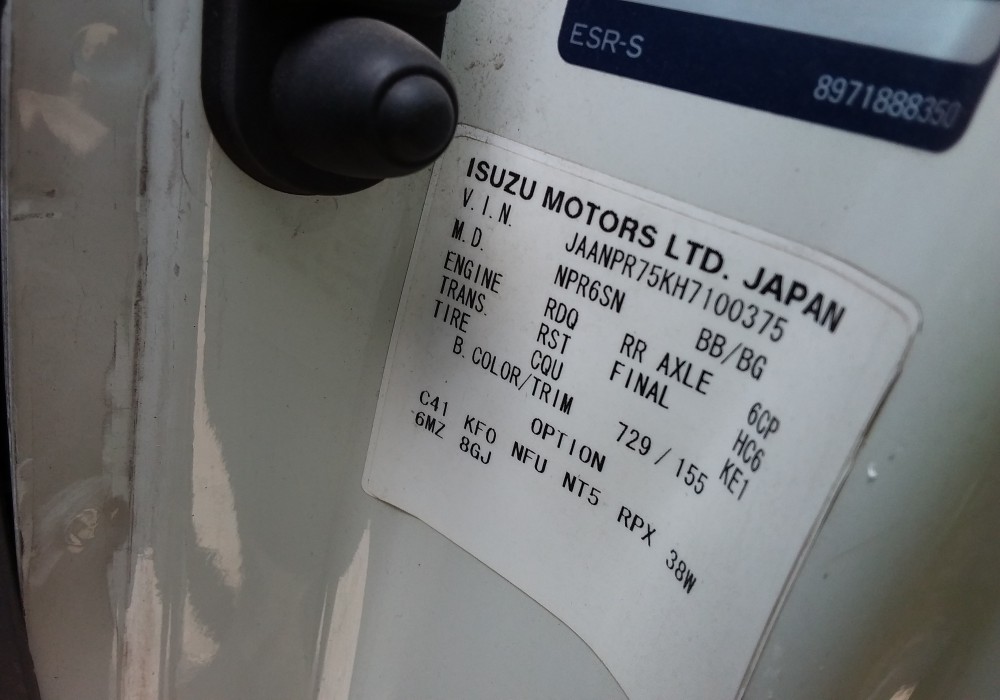 ESR-S
8971888350
ISUZU MOTORS LTD. JAPAN
V.I.N. JAANPR75KH7100375
M.D. NPR6SN BB/BG
ENGINE RDQ RR AXLE 6CP
TRANS. RST FINAL HC6
TIRE CQU KE1
B.COLOR/TRIM 729 / 155
OPTION
C41 KFO NFU NT5 RPX 38W
6MZ 8GJ